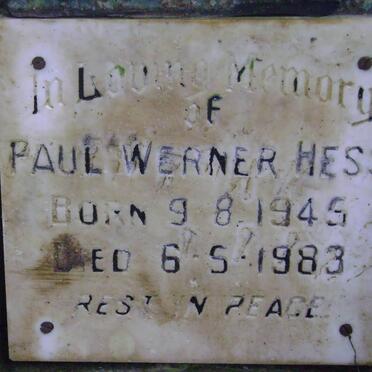 In Loving Memory
OF
PAUL WERNER HESS
BORN 9 8 1945
DIED 6-5-1983
REST IN PEACE